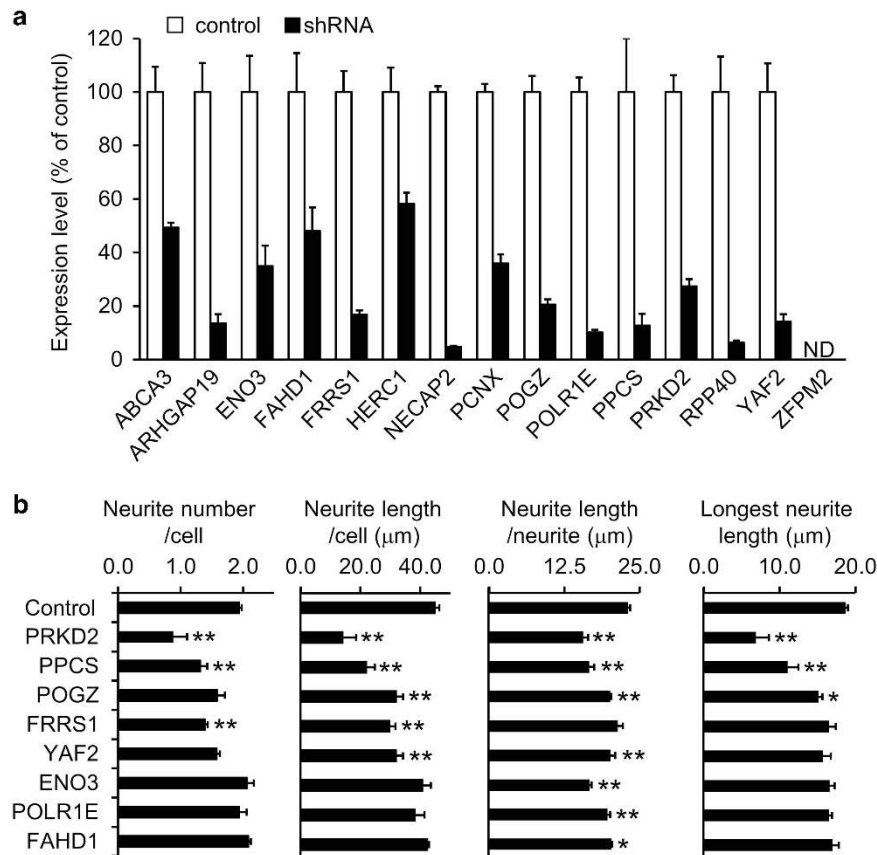 a
control shRNA
Expression level (% of control)
120
100
80
60
40
20
0
ND
ABCA3
ARHGAP19
ENO3
FAHD1
FRRS1
HERC1
NECAP2
PCNX
POGZ
POLR1E
PPCS
PRKD2
RPP40
YAF2
ZFPM2
b
Neurite number
/cell
0.0 1.0 2.0
Neurite length
/cell (μm)
0.0 20.0 40.0
Neurite length
/neurite (μm)
0.0 12.5 25.0
Longest neurite
length (μm)
0.0 10.0 20.0
Control
PRKD2 ** ** ** **
PPCS ** ** ** **
POGZ ** ** *
FRRS1 ** **
YAF2 ** **
ENO3 **
POLR1E **
FAHD1 *